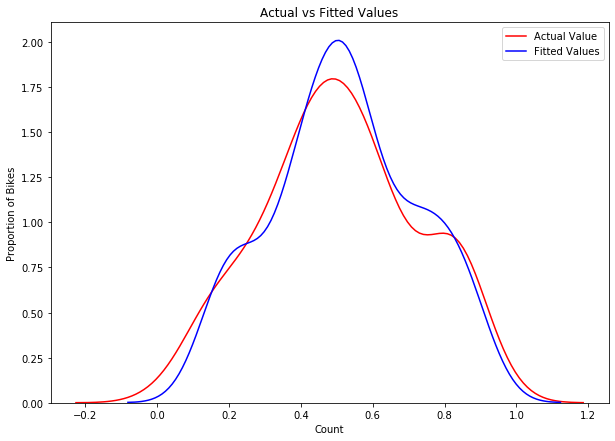 Actual vs Fitted Values
Actual Value
Fitted Values
Proportion of Bikes
2.00
1.75
1.50
1.25
1.00
0.75
0.50
0.25
0.00
−0.2 0.0 0.2 0.4 0.6 0.8 1.0 1.2
Count